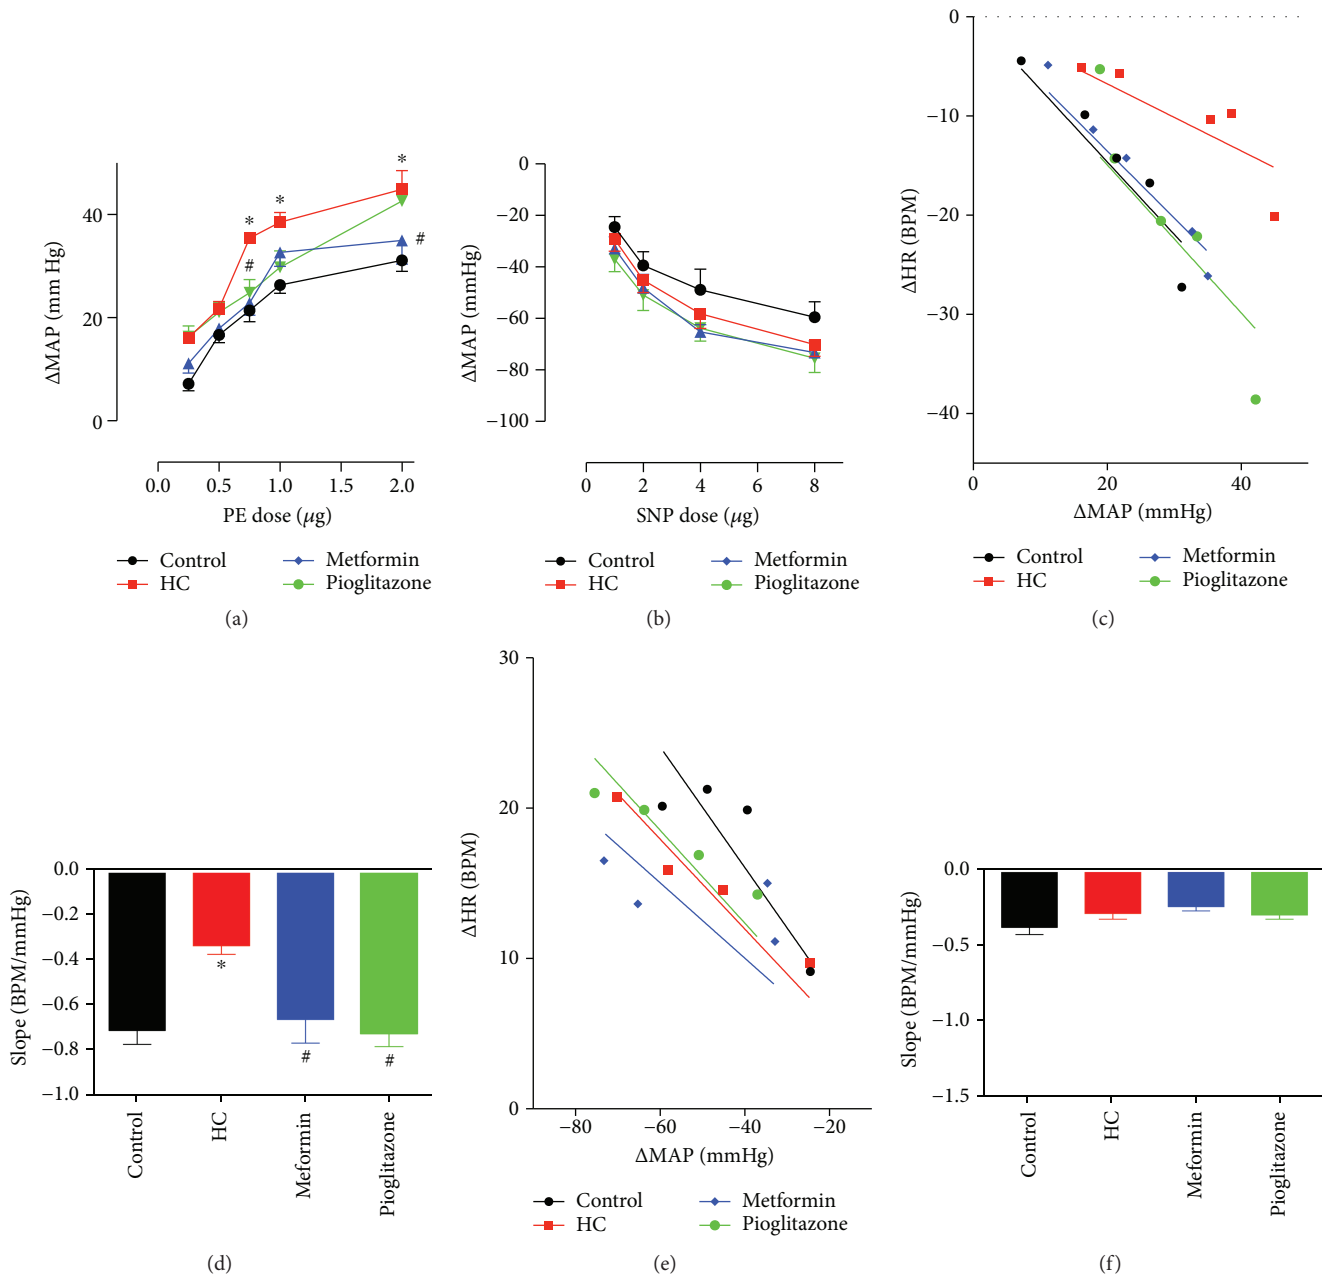 ΔMAP (mm Hg)
40
20
0
*
*
*
#
#
0.0 0.5 1.0 1.5 2.0
PE dose (μg)
Control Metformin
HC Pioglitazone
(a)
ΔMAP (mmHg)
0
−20
−40
−60
−80
−100
0 2 4 6 8
SNP dose (μg)
Control Metformin
HC Pioglitazone
(b)
ΔHR (BPM)
0
−10
−20
−30
−40
0 20 40
ΔMAP (mmHg)
Control Metformin
HC Pioglitazone
(c)
Slope (BPM/mmHg)
0.0
−0.2
−0.4
−0.6
−0.8
−1.0
*
#
#
Control
HC
Meformin
Pioglitazone
(d)
ΔHR (BPM)
30
20
10
0
−80 −60 −40 −20
ΔMAP (mmHg)
Control Metformin
HC Pioglitazone
(e)
Slope (BPM/mmHg)
0.0
−0.5
−1.0
−1.5
Control
HC
Metformin
Pioglitazone
(f)